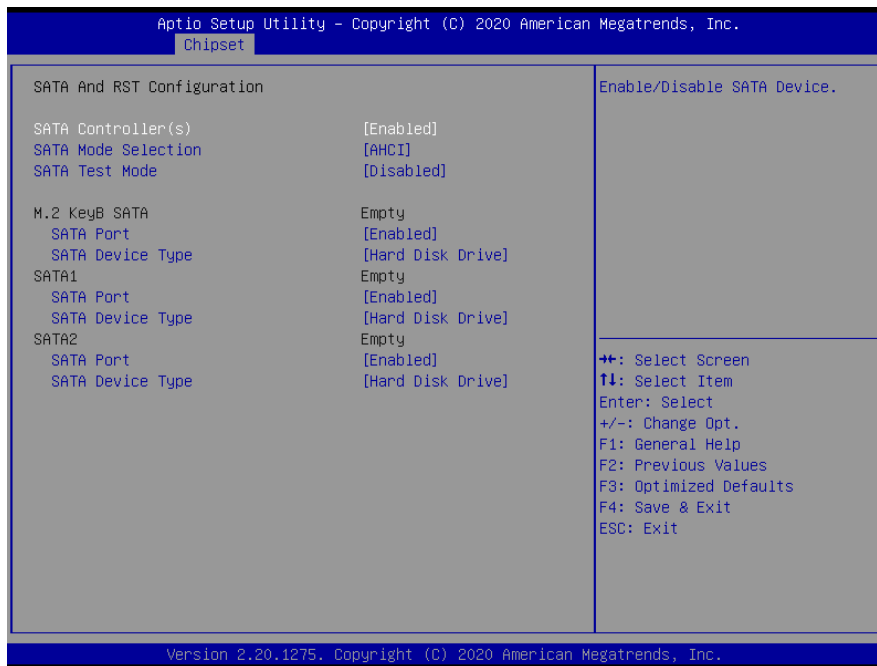 Aptio Setup Utility – Copyright (C) 2020 American Megatrends, Inc.
Chipset
SATA And RST Configuration
SATA Controller(s) [Enabled]
SATA Mode Selection [AHCI]
SATA Test Mode [Disabled]
M.2 KeyB SATA Empty
SATA Port [Enabled]
SATA Device Type [Hard Disk Drive]
SATA1 Empty
SATA Port [Enabled]
SATA Device Type [Hard Disk Drive]
SATA2 Empty
SATA Port [Enabled]
SATA Device Type [Hard Disk Drive]
Enable/Disable SATA Device.
→←: Select Screen
↑↓: Select Item
Enter: Select
+/-: Change Opt.
F1: General Help
F2: Previous Values
F3: Optimized Defaults
F4: Save & Exit
ESC: Exit
Version 2.20.1275. Copyright (C) 2020 American Megatrends, Inc.